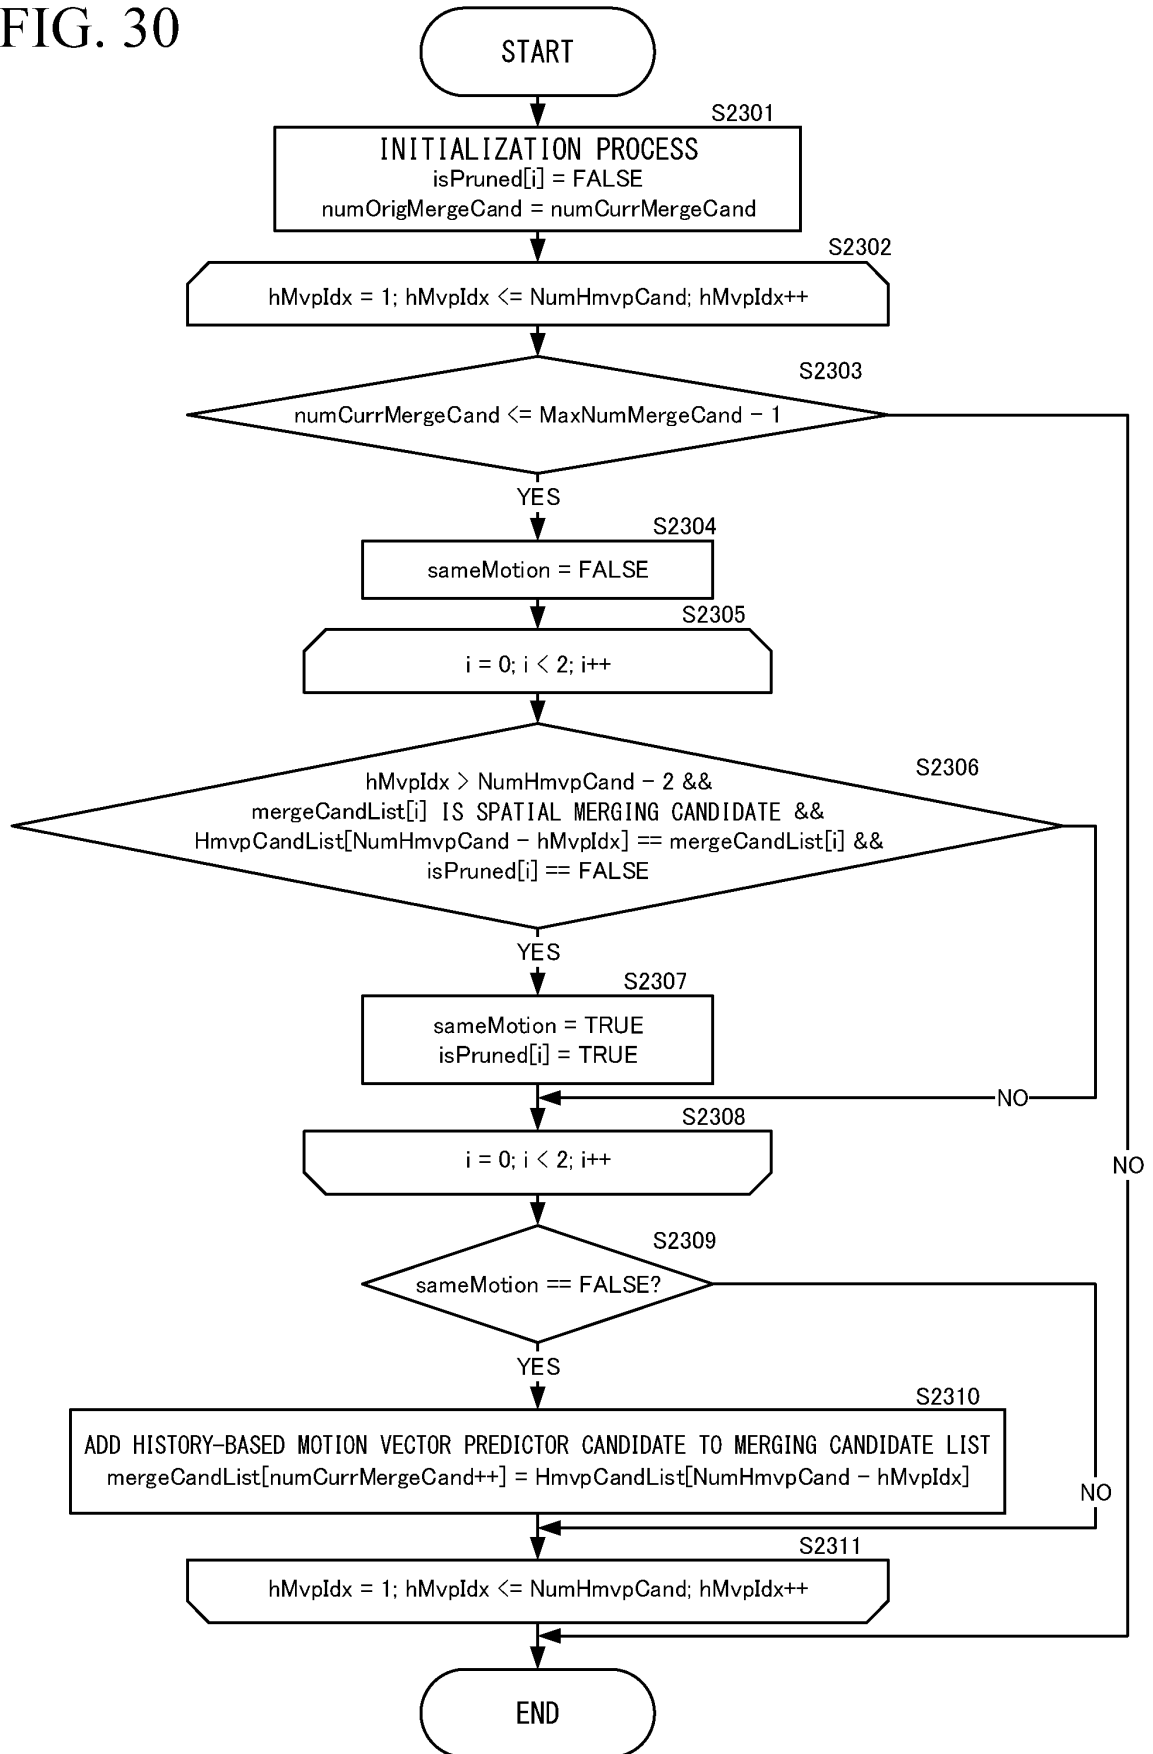 FIG. 30
START
S2301
INITIALIZATION PROCESS
isPruned[i] = FALSE
numOrigMergeCand = numCurrMergeCand
S2302
hMvpIdx = 1; hMvpIdx <= NumHmvpCand; hMvpIdx++
S2303
numCurrMergeCand <= MaxNumMergeCand - 1
YES
S2304
sameMotion = FALSE
S2305
i = 0; i < 2; i++
S2306
hMvpIdx > NumHmvpCand - 2 &&
mergeCandList[i] IS SPATIAL MERGING CANDIDATE &&
HmvpCandList[NumHmvpCand - hMvpIdx] == mergeCandList[i] &&
isPruned[i] == FALSE
YES
S2307
sameMotion = TRUE
isPruned[i] = TRUE
NO
S2308
i = 0; i < 2; i++
NO
S2309
sameMotion == FALSE?
YES
S2310
ADD HISTORY-BASED MOTION VECTOR PREDICTOR CANDIDATE TO MERGING CANDIDATE LIST
mergeCandList[numCurrMergeCand++] = HmvpCandList[NumHmvpCand - hMvpIdx]
NO
S2311
hMvpIdx = 1; hMvpIdx <= NumHmvpCand; hMvpIdx++
END